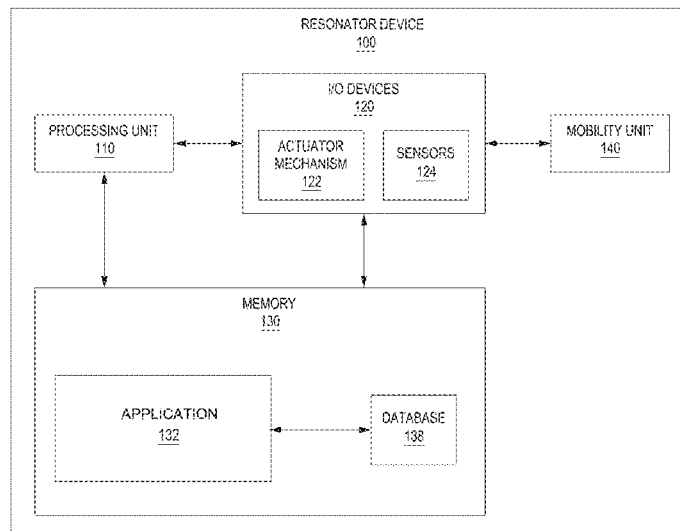 RESONATOR DEVICE
100
I/O DEVICES
120
PROCESSING UNIT
110
ACTUATOR
MECHANISM
122
SENSORS
124
MOBILITY UNIT
140
MEMORY
130
APPLICATION
132
DATABASE
138